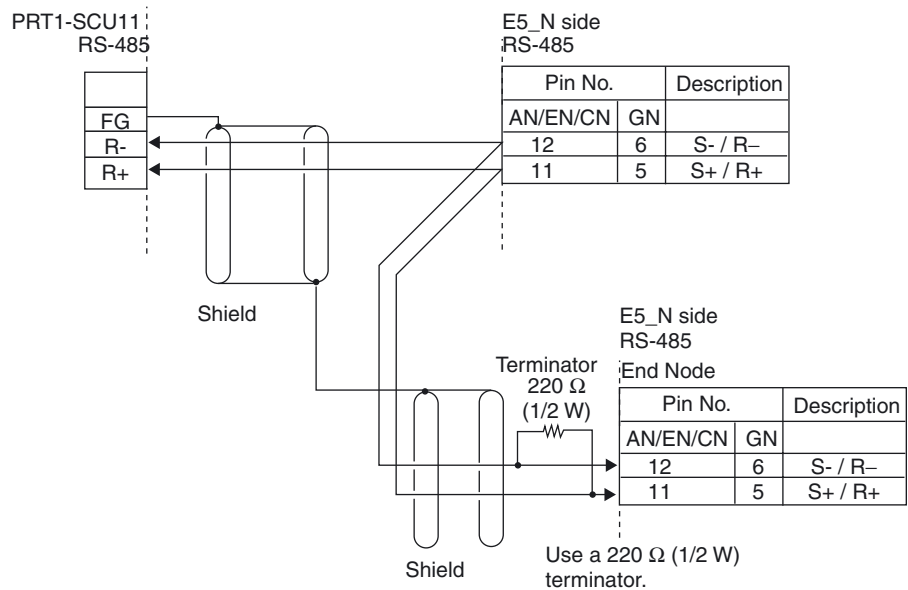 PRT1-SCU11
RS-485
FG
R-
R+
E5_N side
RS-485
Pin No. Description
AN/EN/CN GN
12 6 S- / R–
11 5 S+ / R+
Shield
E5_N side
RS-485
End Node
Terminator
220 Ω
(1/2 W)
Pin No. Description
AN/EN/CN GN
12 6 S- / R–
11 5 S+ / R+
Shield
Use a 220 Ω (1/2 W)
terminator.